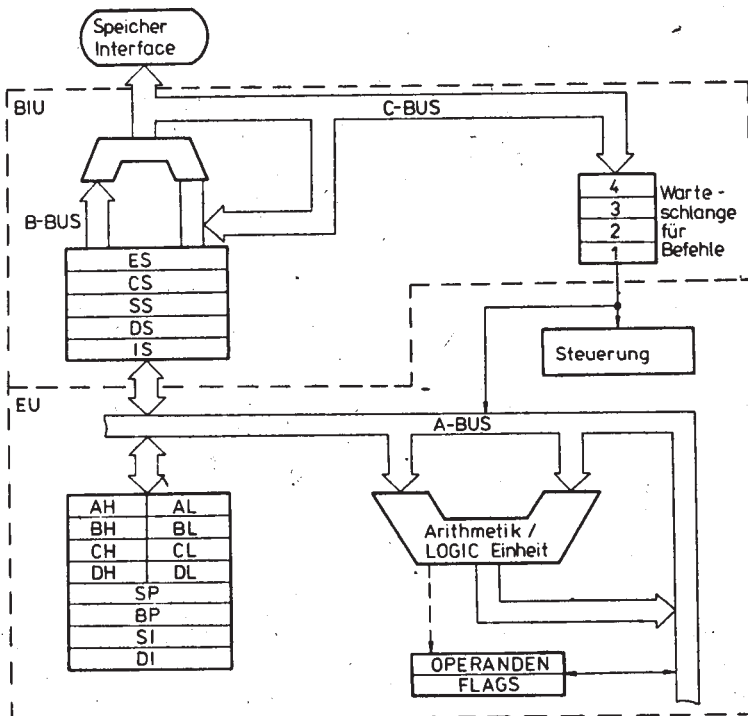 Speicher
Interface
BIU
C-BUS
B-BUS
4
3
2
1
Warte-
schlange
für
Befehle
ES
CS
SS
DS
IS
Steuerung
EU
A-BUS
AH AL
BH BL
CH CL
DH DL
SP
BP
SI
DI
Arithmetik /
LOGIC Einheit
OPERANDEN
FLAGS